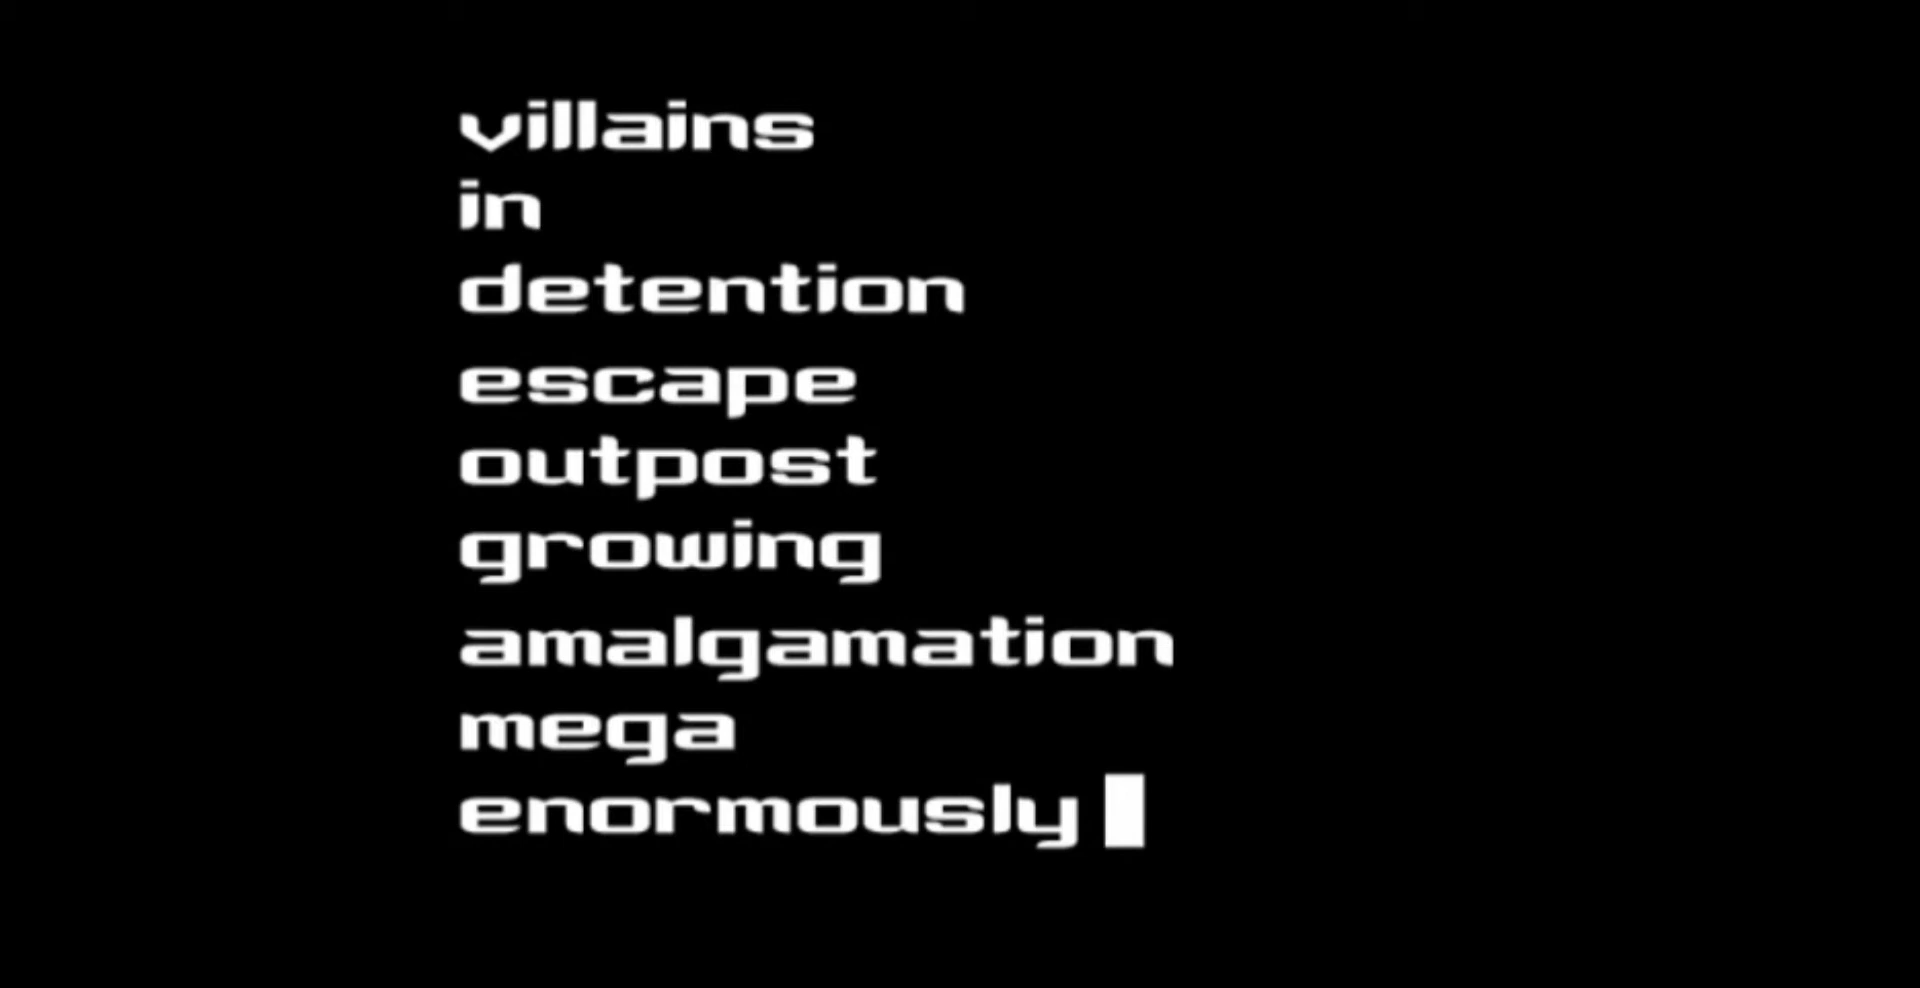 villains
in
detention
escape
outpost
growing
amalgamation
mega
enormously